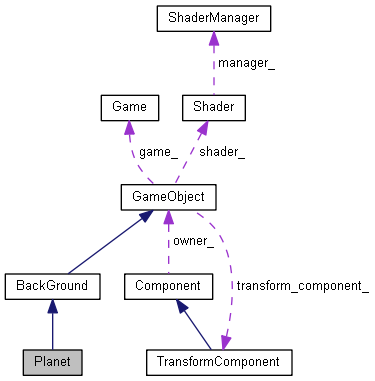 ShaderManager
manager_
Game
Shader
game_
shader_
GameObject
owner_
BackGround
Component
transform_component_
Planet
TransformComponent